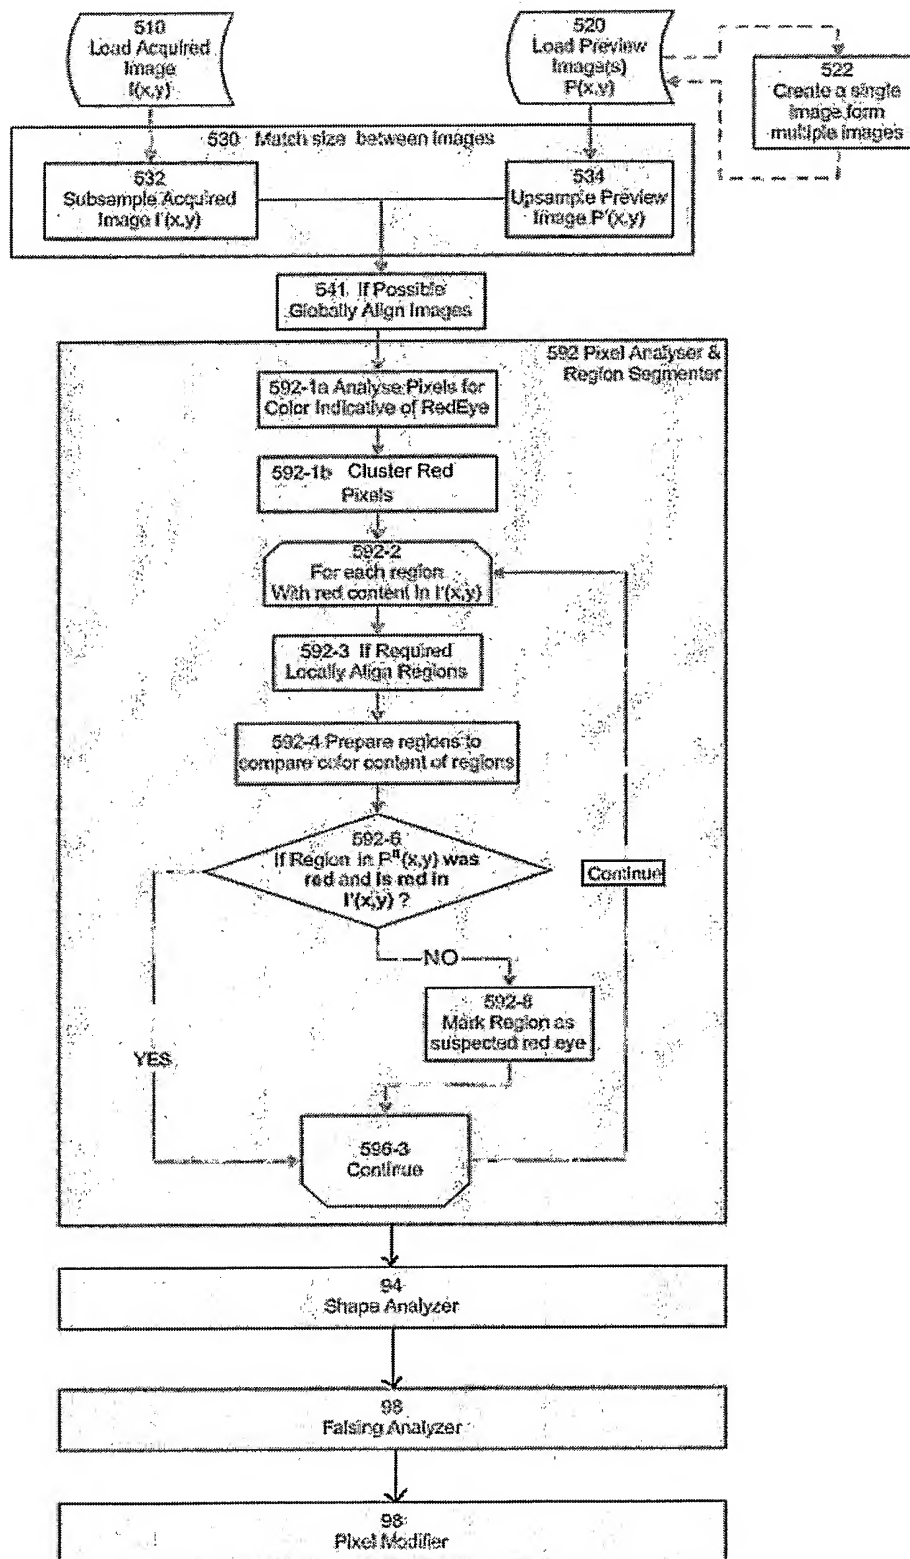 510
Load Acquired
Image
I(x,y)
520
Load Preview
Image(s)
P(x,y)
522
Create a single
image form
multiple images
530 Match size between images
532
Subsample Acquired
Image I'(x,y)
534
Upsample Preview
Image P'(x,y)
541 If Possible
Globally Align Images
592 Pixel Analyser &
Region Segmenter
592-1a Analyse Pixels for
Color Indicative of RedEye
592-1b Cluster Red
Pixels
592-2
For each region
With red content in I'(x,y)
592-3 If Required
Locally Align Regions
592-4 Prepare regions to
compare color content of regions
592-6
If Region in P"(x,y) was
red and is red in
I'(x,y) ?
Continue
NO
592-8
Mark Region as
suspected red eye
YES
596-3
Continue
94
Shape Analyzer
98
Falsing Analyzer
98
Pixel Modifier